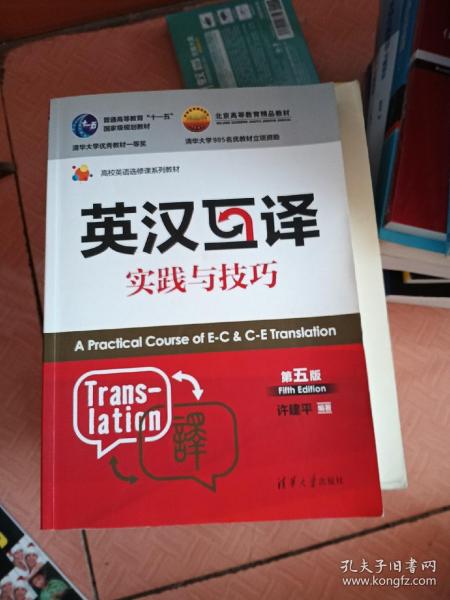 普通高等教育“十一五”
国家级规划教材
北京高等教育精品教材
清华大学优秀教材一等奖
清华大学985名优教材立项资助
高校英语选修课系列教材
英汉互译
实践与技巧
A Practical Course of E-C & C-E Translation
第五版
Fifth Edition
许建平 编著
Trans-
lation
譯
清华大学出版社
孔夫子旧书网
www.kongfz.com